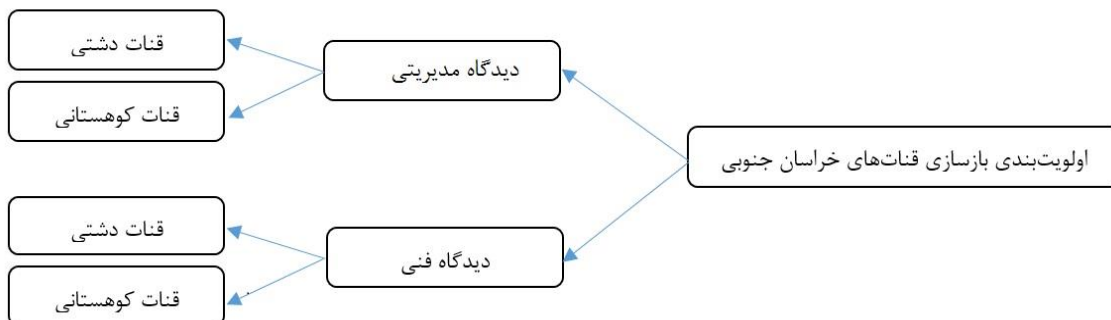 اولویت‌بندی بازسازی قنات‌های خراسان جنوبی
دیدگاه مدیریتی
قنات دشتی
قنات کوهستانی
دیدگاه فنی
قنات دشتی
قنات کوهستانی